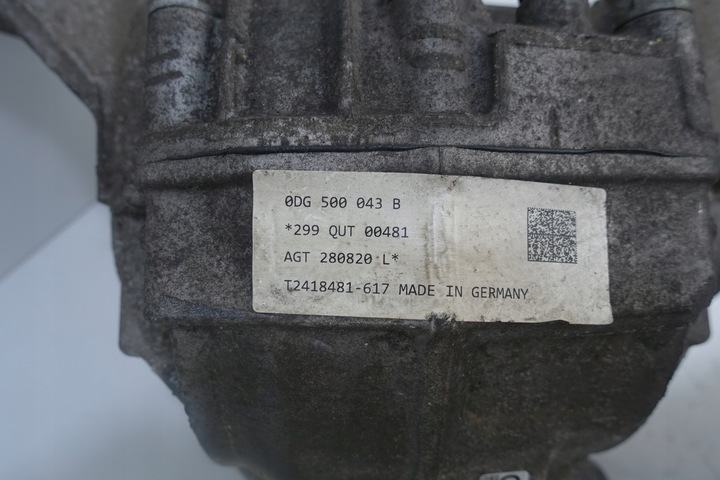 0DG 500 043 B
*299 QUT 00481
AGT 280820 L*
T2418481-617 MADE IN GERMANY